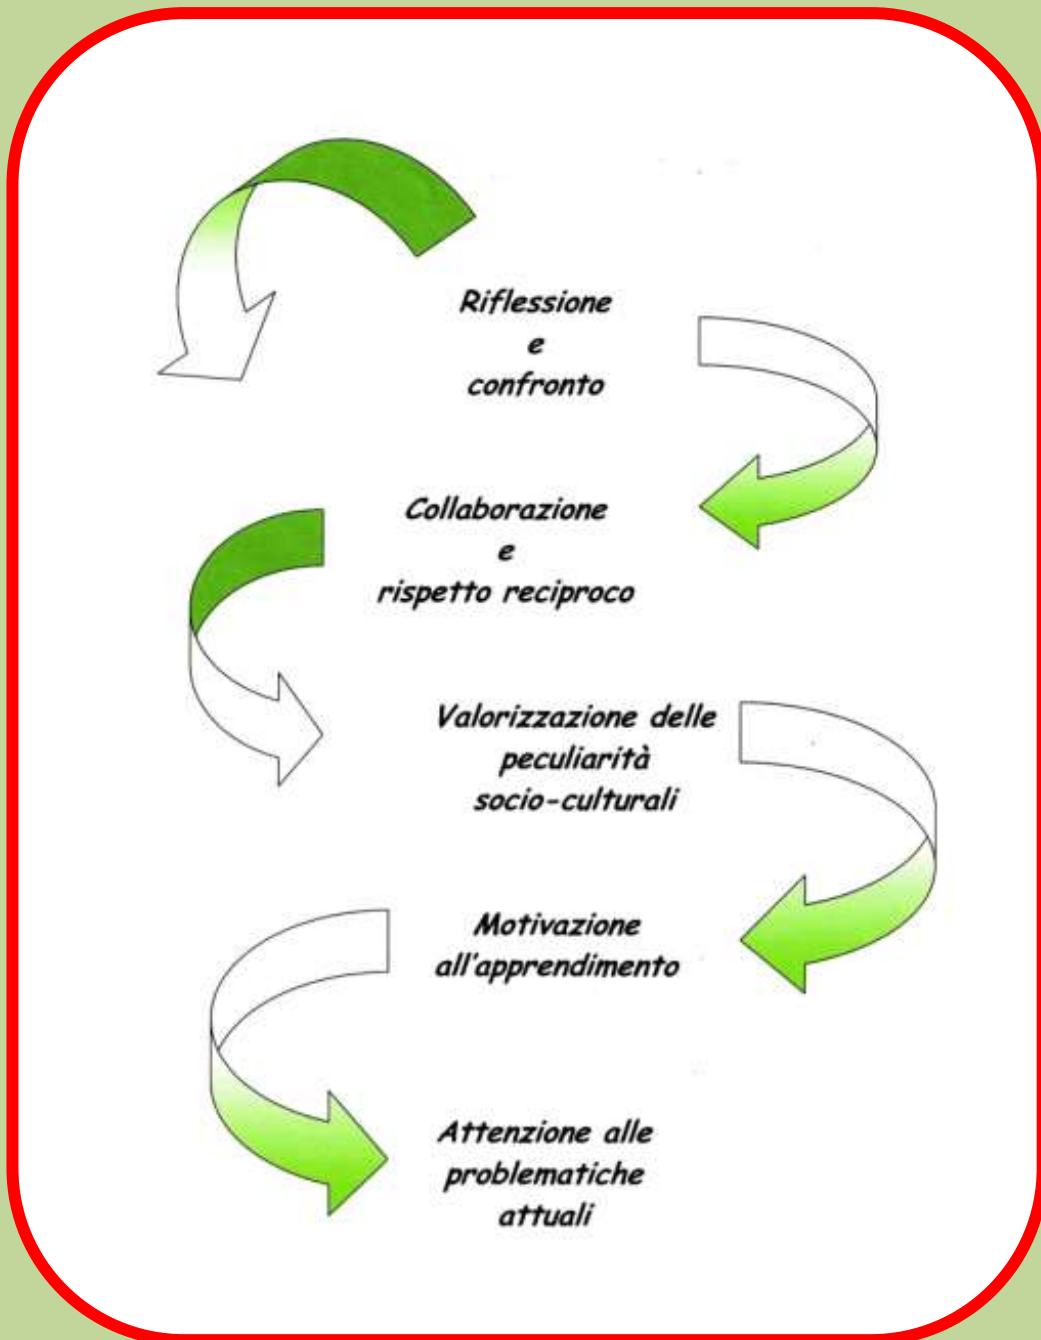 Riflessione
e
confronto
Collaborazione
e
rispetto reciproco
Valorizzazione delle
peculiarità
socio-culturali
Motivazione
all'apprendimento
Attenzione alle
problematiche
attuali